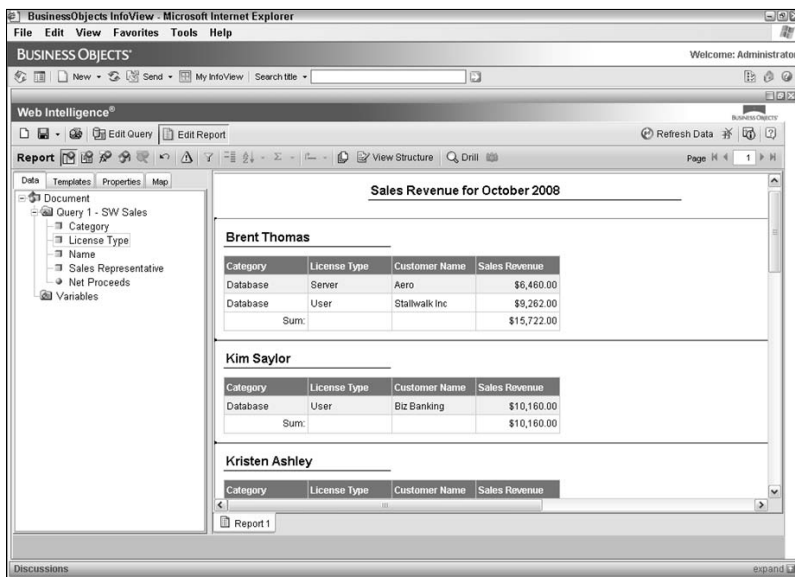 BusinessObjects InfoView - Microsoft Internet Explorer
File Edit View Favorites Tools Help
BUSINESS OBJECTS®
Welcome: Administrator
New Send My InfoView Search title
Web Intelligence®
BUSINESS OBJECTS
Edit Query Edit Report Refresh Data
Report View Structure Drill Page 1
Data Templates Properties Map
Document
Query 1 - SW Sales
Category
License Type
Name
Sales Representative
Net Proceeds
Variables
Sales Revenue for October 2008
Brent Thomas
Category License Type Customer Name Sales Revenue
Database Server Aero $6,460.00
Database User Stallwalk Inc $9,262.00
Sum: $15,722.00
Kim Saylor
Category License Type Customer Name Sales Revenue
Database User Biz Banking $10,160.00
Sum: $10,160.00
Kristen Ashley
Category License Type Customer Name Sales Revenue
Report 1
Discussions expand